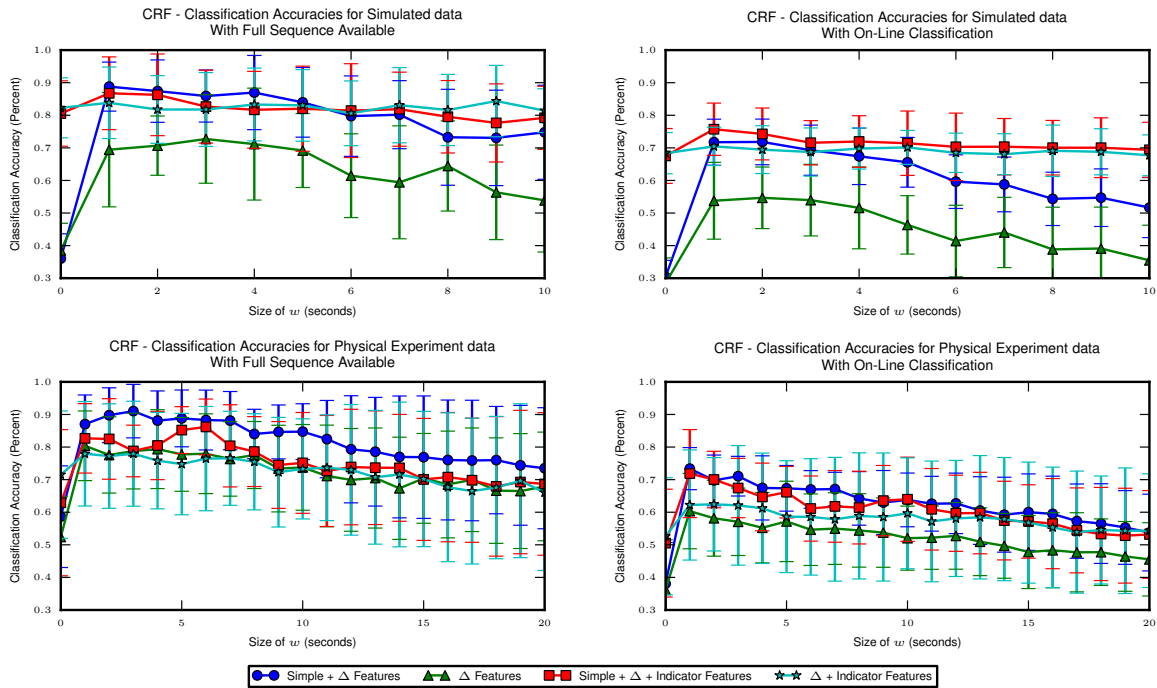 CRF - Classification Accuracies for Simulated data
With Full Sequence Available
Classification Accuracy (Percent)
1.0
0.9
0.8
0.7
0.6
0.5
0.4
0.3
0 2 4 6 8 10
Size of w (seconds)
CRF - Classification Accuracies for Simulated data
With On-Line Classification
Classification Accuracy (Percent)
1.0
0.9
0.8
0.7
0.6
0.5
0.4
0.3
0 2 4 6 8 10
Size of w (seconds)
CRF - Classification Accuracies for Physical Experiment data
With Full Sequence Available
Classification Accuracy (Percent)
1.0
0.9
0.8
0.7
0.6
0.5
0.4
0.3
0 5 10 15 20
Size of w (seconds)
CRF - Classification Accuracies for Physical Experiment data
With On-Line Classification
Classification Accuracy (Percent)
1.0
0.9
0.8
0.7
0.6
0.5
0.4
0.3
0 5 10 15 20
Size of w (seconds)
Simple + Δ Features Δ Features Simple + Δ + Indicator Features Δ + Indicator Features